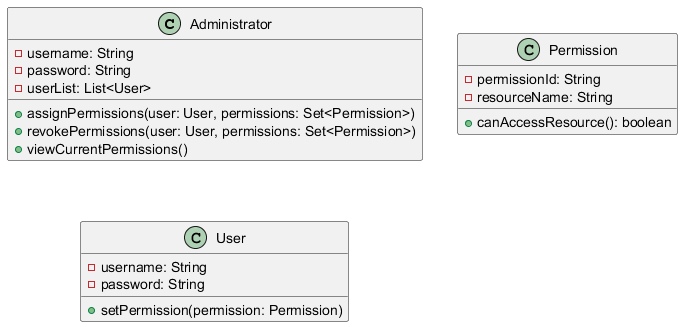 C Administrator
username: String
password: String
userList: List<User>
assignPermissions(user: User, permissions: Set<Permission>)
revokePermissions(user: User, permissions: Set<Permission>)
viewCurrentPermissions()
C Permission
permissionId: String
resourceName: String
canAccessResource(): boolean
C User
username: String
password: String
setPermission(permission: Permission)